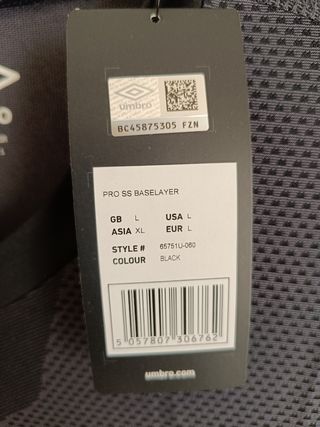 umbro
BC45875305 FZN
PRO SS BASELAYER
GB L USA L
ASIA XL EUR L
STYLE # 65751U-060
COLOUR BLACK
5 057807 306762
umbro.com